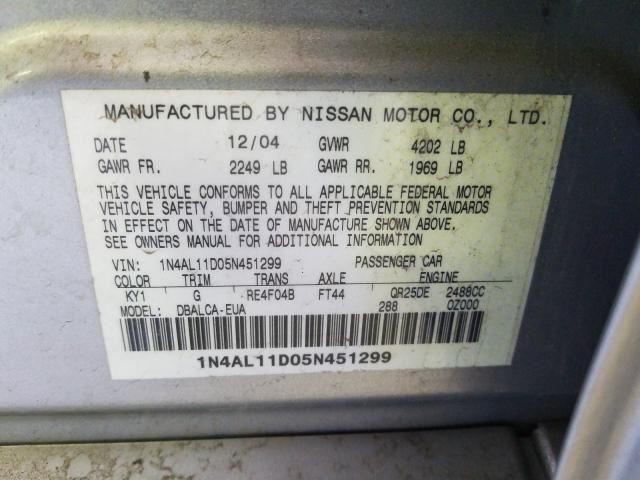 MANUFACTURED BY NISSAN MOTOR CO., LTD.
DATE 12/04 GVWR 4202 LB
GAWR FR. 2249 LB GAWR RR. 1969 LB
THIS VEHICLE CONFORMS TO ALL APPLICABLE FEDERAL MOTOR
VEHICLE SAFETY, BUMPER AND THEFT PREVENTION STANDARDS
IN EFFECT ON THE DATE OF MANUFACTURE SHOWN ABOVE.
SEE OWNERS MANUAL FOR ADDITIONAL INFORMATION
VIN: 1N4AL11D05N451299 PASSENGER CAR
COLOR TRIM TRANS AXLE ENGINE
KY1 G RE4F04B FT44 QR25DE 2488CC
MODEL: DBALCA-EUA 288 0Z000
1N4AL11D05N451299